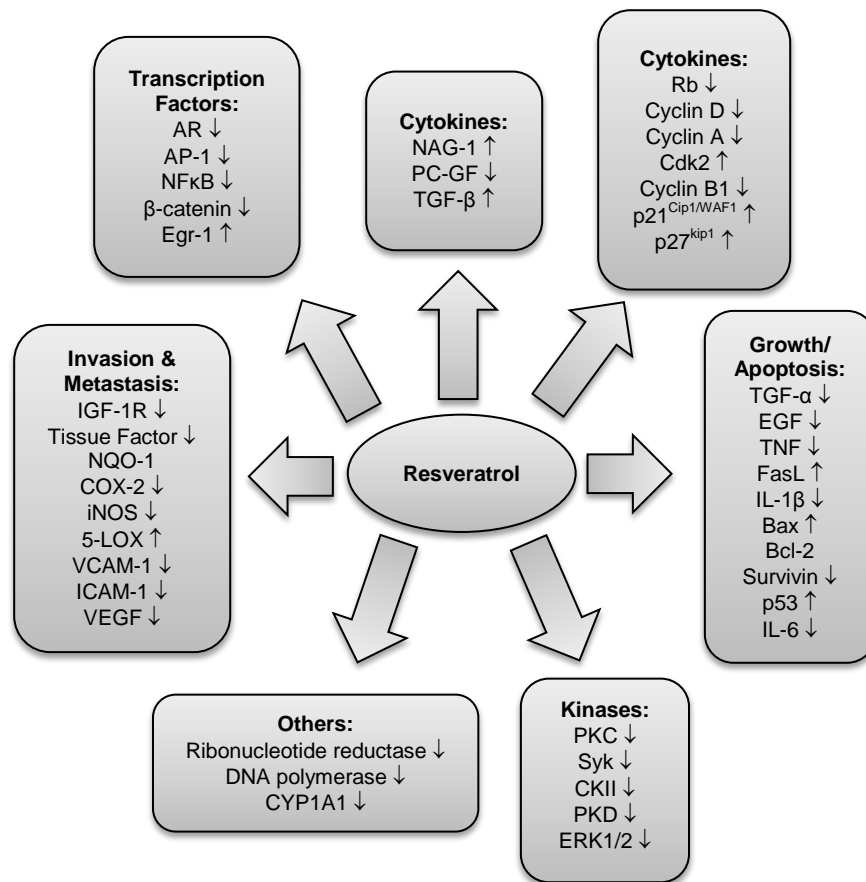 Transcription
Factors:
AR ↓
AP-1 ↓
NFκB ↓
β-catenin ↓
Egr-1 ↑
Cytokines:
NAG-1 ↑
PC-GF ↓
TGF-β ↑
Cytokines:
Rb ↓
Cyclin D ↓
Cyclin A ↓
Cdk2 ↑
Cyclin B1 ↓
p21Cip1/WAF1 ↑
p27kip1 ↑
Invasion &
Metastasis:
IGF-1R ↓
Tissue Factor ↓
NQO-1
COX-2 ↓
iNOS ↓
5-LOX ↑
VCAM-1 ↓
ICAM-1 ↓
VEGF ↓
Resveratrol
Growth/
Apoptosis:
TGF-α ↓
EGF ↓
TNF ↓
FasL ↑
IL-1β ↓
Bax ↑
Bcl-2
Survivin ↓
p53 ↑
IL-6 ↓
Others:
Ribonucleotide reductase ↓
DNA polymerase ↓
CYP1A1 ↓
Kinases:
PKC ↓
Syk ↓
CKII ↓
PKD ↓
ERK1/2 ↓